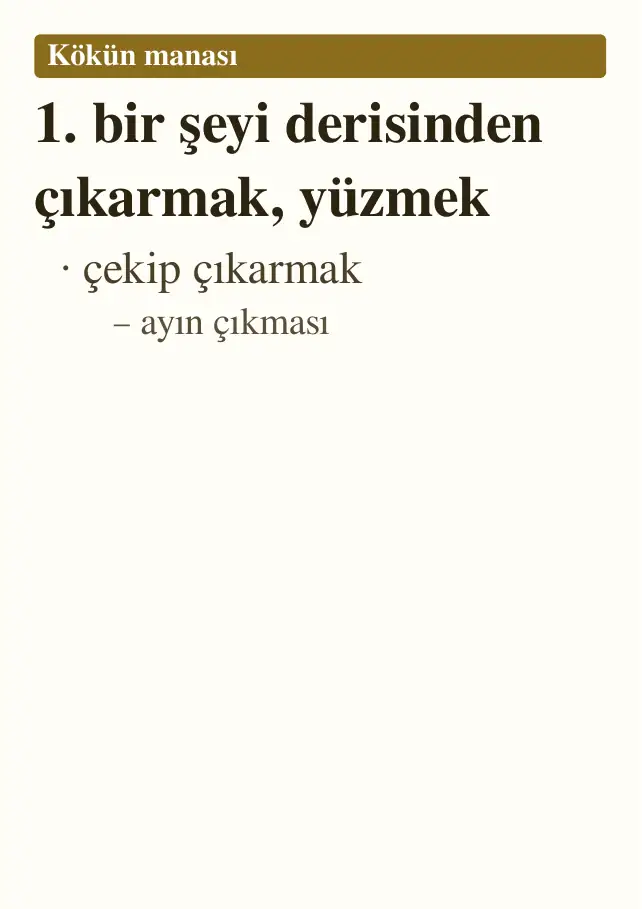 Kökün manası
1. bir şeyi derisinden
çıkarmak, yüzmek
· çekip çıkarmak
– ayın çıkması